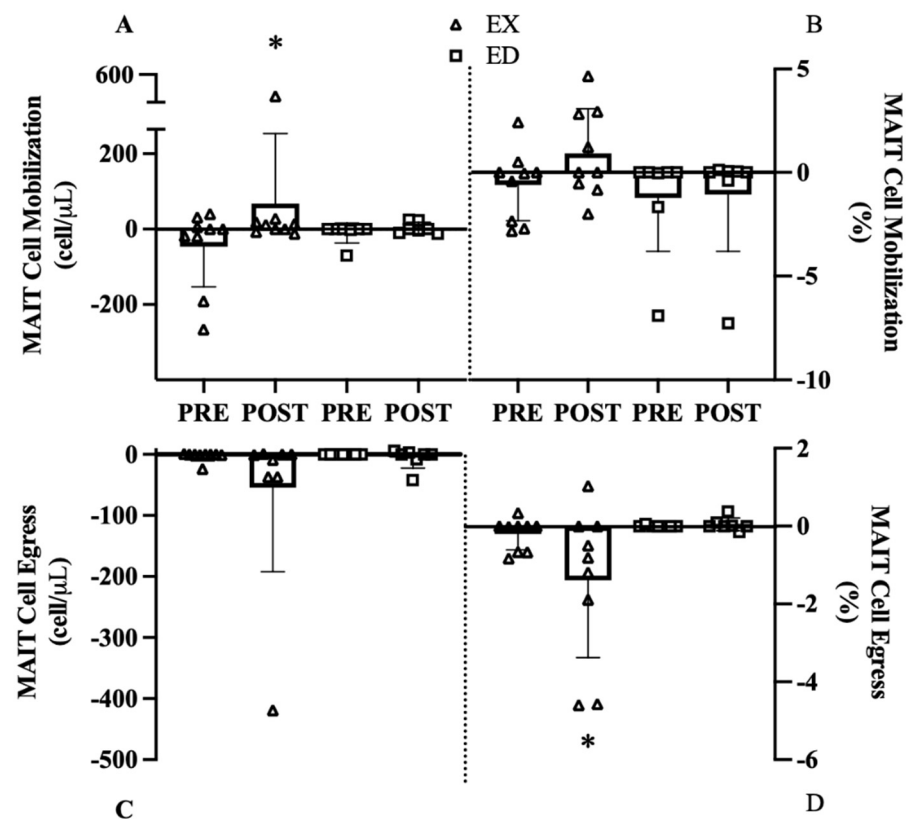 A
EX
ED
B
*
600
200
0
-200
MAIT Cell Mobilization
(cell/μL)
5
0
-5
-10
MAIT Cell Mobilization
(%)
PRE POST PRE POST PRE POST PRE POST
0
-100
-200
-300
-400
-500
MAIT Cell Egress
(cell/μL)
2
0
-2
-4
-6
MAIT Cell Egress
(%)
*
C
D